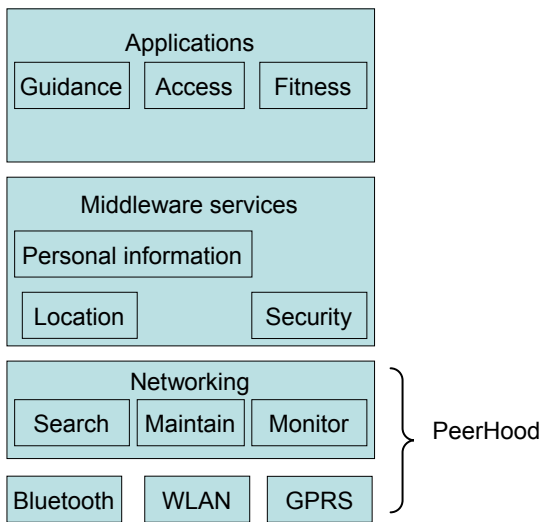 Applications
Guidance Access Fitness
Middleware services
Personal information
Location Security
Networking
Search Maintain Monitor
PeerHood
Bluetooth WLAN GPRS